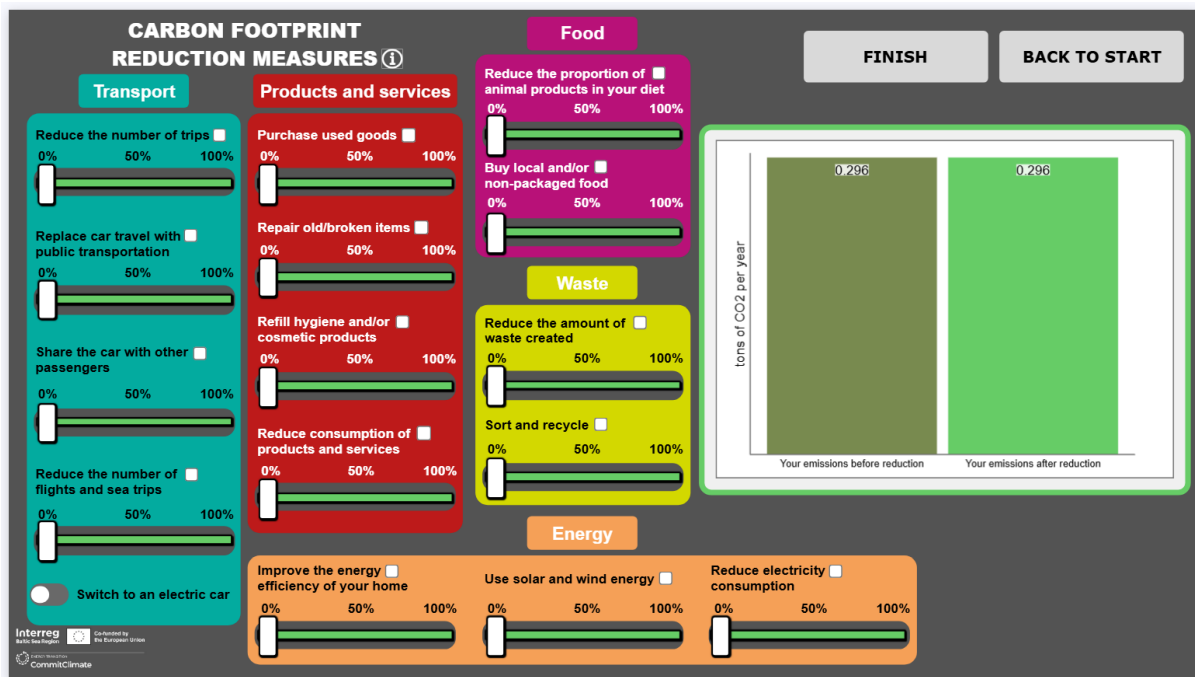 CARBON FOOTPRINT
REDUCTION MEASURES
Transport
Reduce the number of trips
0% 50% 100%
Replace car travel with
public transportation
0% 50% 100%
Share the car with other
passengers
0% 50% 100%
Reduce the number of
flights and sea trips
0% 50% 100%
Switch to an electric car
Products and services
Purchase used goods
0% 50% 100%
Repair old/broken items
0% 50% 100%
Refill hygiene and/or
cosmetic products
0% 50% 100%
Reduce consumption of
products and services
0% 50% 100%
Food
Reduce the proportion of
animal products in your diet
0% 50% 100%
Buy local and/or
non-packaged food
0% 50% 100%
Waste
Reduce the amount of
waste created
0% 50% 100%
Sort and recycle
0% 50% 100%
Energy
Improve the energy
efficiency of your home
0% 50% 100%
Use solar and wind energy
0% 50% 100%
Reduce electricity
consumption
0% 50% 100%
FINISH
BACK TO START
tons of CO2 per year
0.296
0.296
Your emissions before reduction
Your emissions after reduction
Interreg
Baltic Sea Region
Co-funded by
the European Union
ENERGY TRANSITION
CommitClimate